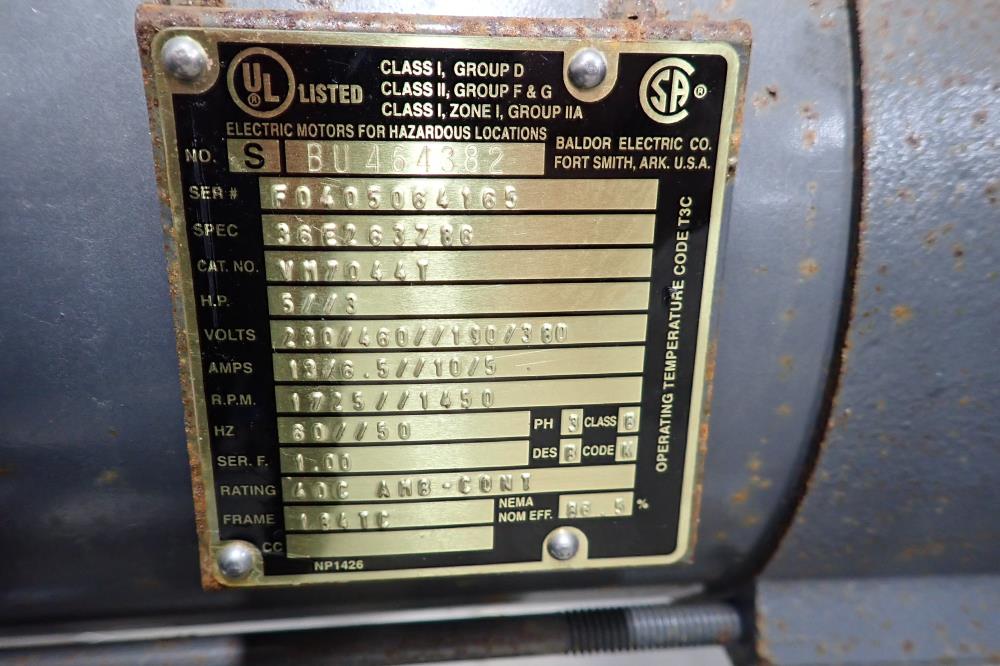 UL® LISTED
CLASS I, GROUP D
CLASS II, GROUP F & G
CLASS I, ZONE I, GROUP IIA
SA®
ELECTRIC MOTORS FOR HAZARDOUS LOCATIONS
BALDOR ELECTRIC CO.
FORT SMITH, ARK. U.S.A.
NO. S BU464382
SER # F0405064165
SPEC 36E263Z86
CAT. NO. VM7044T
H.P. 5//3
VOLTS 230/460//190/380
AMPS 13/6.5//10/5
R.P.M. 1725//1450
HZ 60//50 PH 3 CLASS B
SER. F. 1.00 DES B CODE K
RATING 40C AMB-CONT
FRAME 184TC NEMA NOM EFF. 86.5 %
CC
NP1426
OPERATING TEMPERATURE CODE T3C